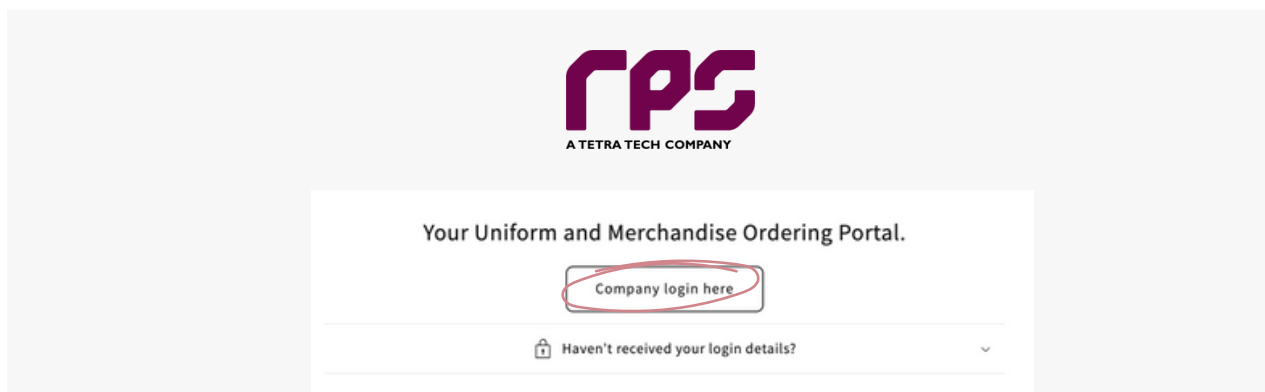 rps
A TETRA TECH COMPANY
Your Uniform and Merchandise Ordering Portal.
Company login here
Haven't received your login details?